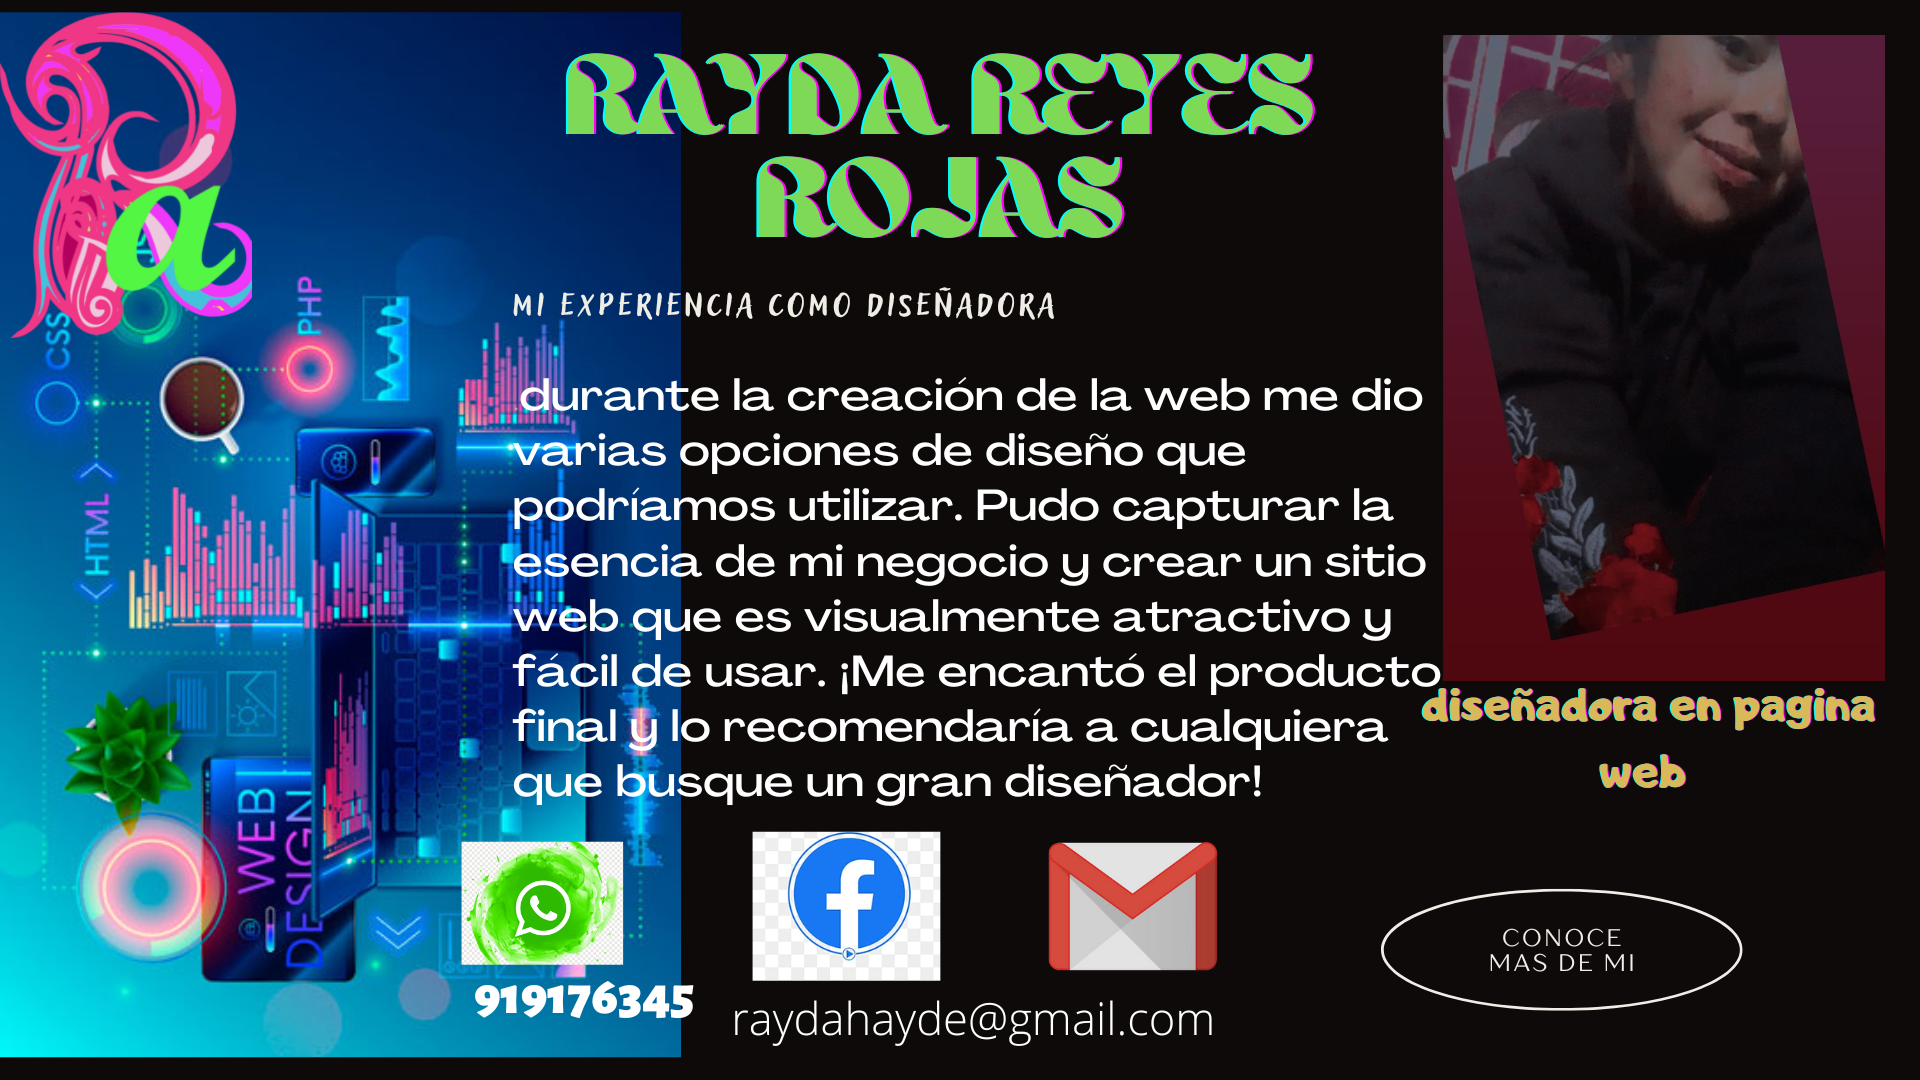 Ra
RAYDA REYES
ROJAS
MI EXPERIENCIA COMO DISEÑADORA
durante la creación de la web me dio
varias opciones de diseño que
podríamos utilizar. Pudo capturar la
esencia de mi negocio y crear un sitio
web que es visualmente atractivo y
fácil de usar. ¡Me encantó el producto
final y lo recomendaría a cualquiera
que busque un gran diseñador!
diseñadora en pagina
web
CSS
PHP
< HTML >
WEB
DESIGN
919176345
raydahayde@gmail.com
CONOCE
MAS DE MI